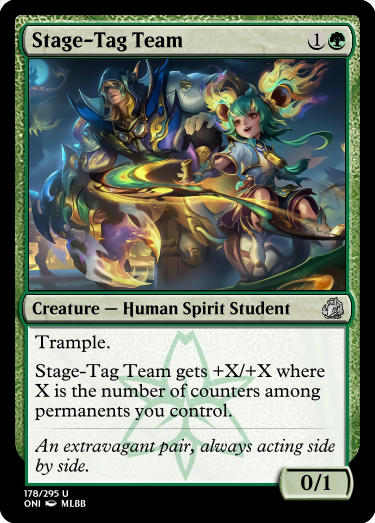 Stage-Tag Team 1
Creature — Human Spirit Student
Trample.
Stage-Tag Team gets +X/+X where
X is the number of counters among
permanents you control.
An extravagant pair, always acting side
by side.
0/1
178/295 U
ONI MLBB